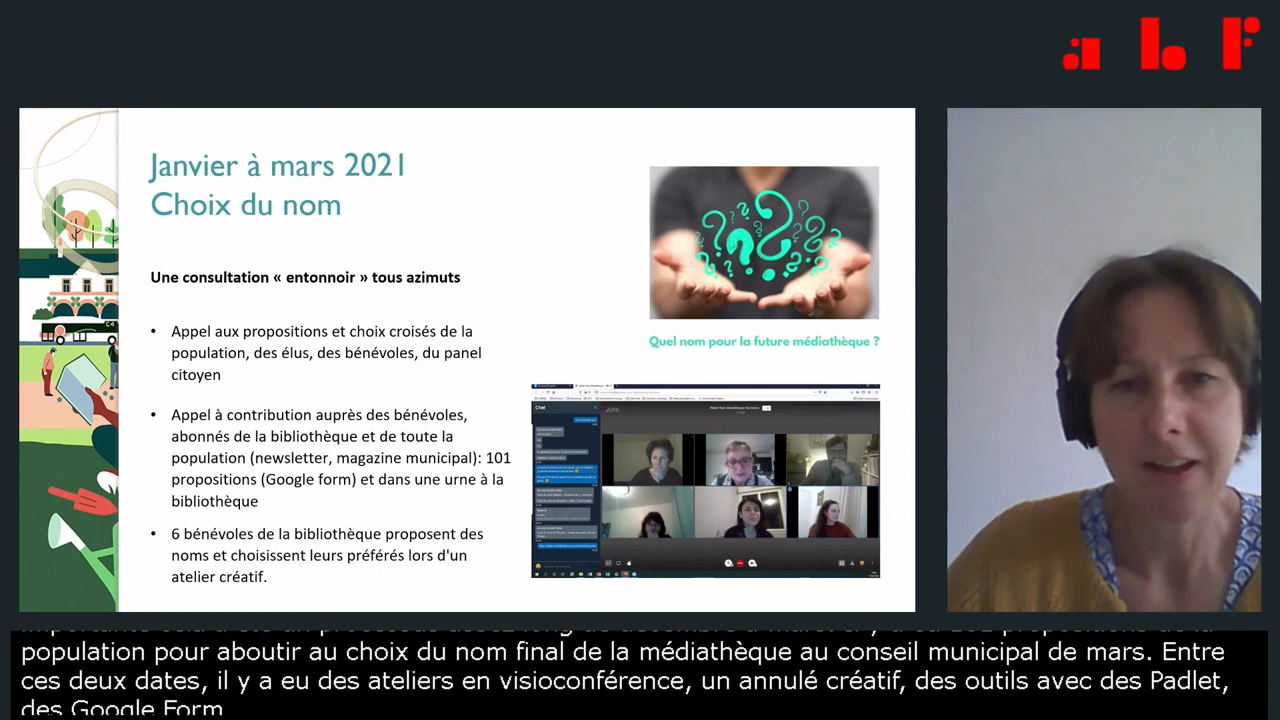 abf
Janvier à mars 2021
Choix du nom
Une consultation « entonnoir » tous azimuts
• Appel aux propositions et choix croisés de la
population, des élus, des bénévoles, du panel
citoyen
• Appel à contribution auprès des bénévoles,
abonnés de la bibliothèque et de toute la
population (newsletter, magazine municipal): 101
propositions (Google form) et dans une urne à la
bibliothèque
• 6 bénévoles de la bibliothèque proposent des
noms et choisissent leurs préférés lors d'un
atelier créatif.
Quel nom pour la future médiathèque ?
Chat
population pour aboutir au choix du nom final de la médiathèque au conseil municipal de mars. Entre
ces deux dates, il y a eu des ateliers en visioconférence, un annulé créatif, des outils avec des Padlet,
des Google Form